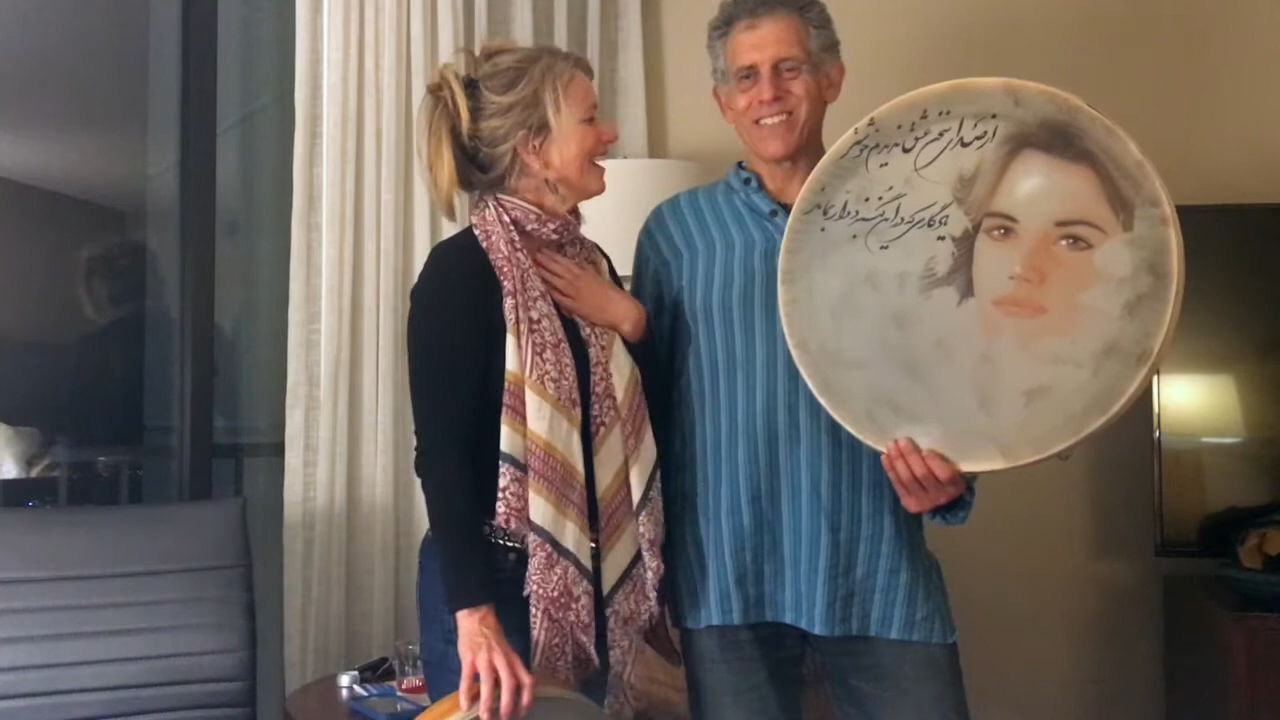 از صدای سخن عشق ندیدم خوشتر
یادگاری که در این گنبد دوار بماند